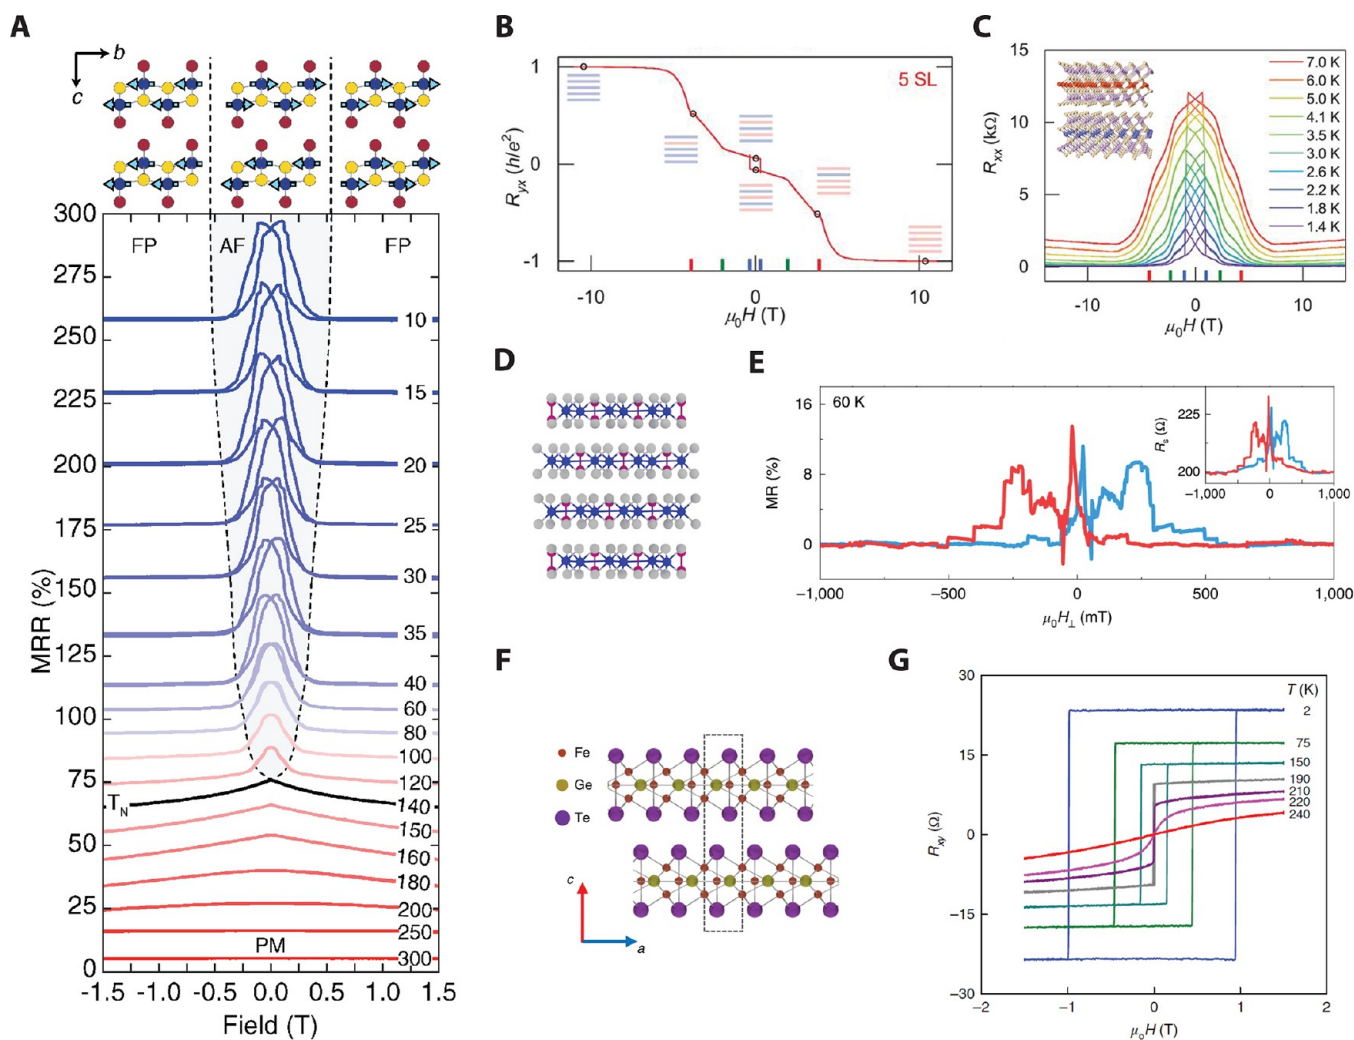 A
b
c
300
FP
AF
FP
275
10
250
15
225
200
20
175
25
150
30
125
35
100
40
60
80
100
75
120
T_N
140
50
150
160
180
25
200
250
PM
300
0
-1.5
-1.0
-0.5
0.0
0.5
1.0
1.5
MRR (%)
Field (T)
B
5 SL
1
0
-1
R_yx (h/e²)
-10
0
10
μ₀H (T)
C
15
10
5
0
R_xx (kΩ)
7.0 K
6.0 K
5.0 K
4.1 K
3.5 K
3.0 K
2.6 K
2.2 K
1.8 K
1.4 K
-10
0
10
μ₀H (T)
D
E
60 K
16
8
0
MR (%)
−1,000
−500
0
500
1,000
μ₀H⊥ (mT)
225
200
R_s (Ω)
−1,000
0
1,000
F
Fe
Ge
Te
c
a
G
30
15
0
−15
−30
R_xy (Ω)
T (K)
2
75
150
190
210
220
240
−2
−1
0
1
2
μ₀H (T)